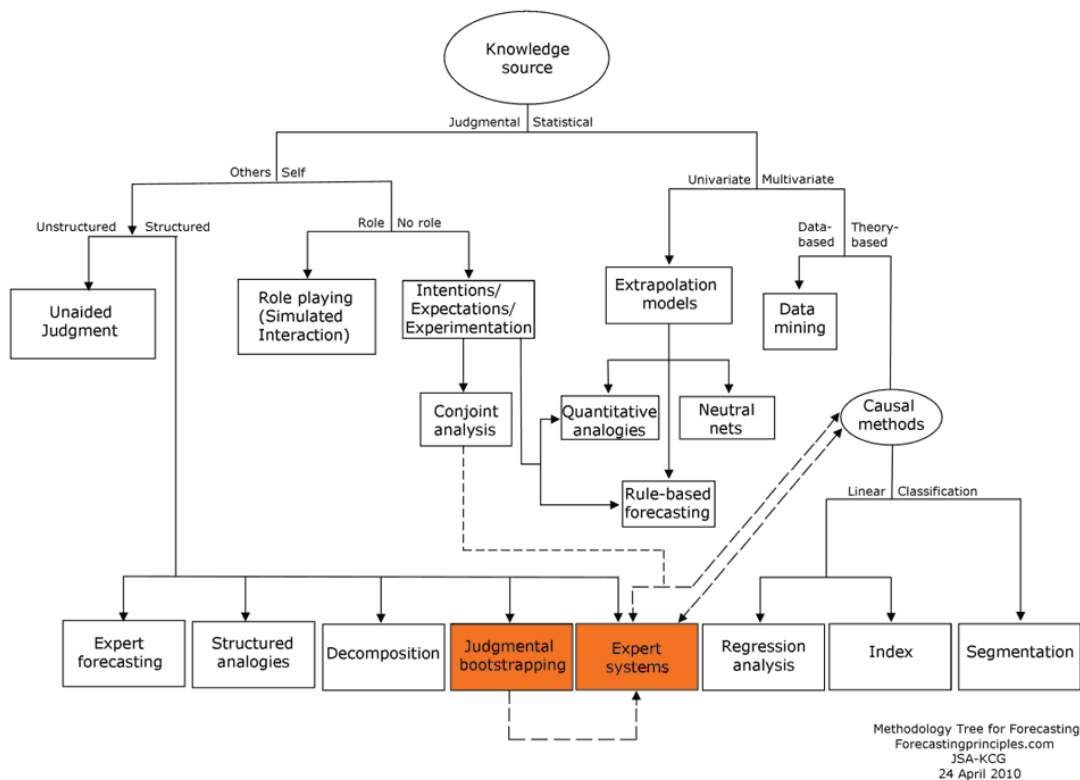 Knowledge
source
Judgmental Statistical
Others Self
Univariate Multivariate
Unstructured Structured
Role No role
Data-
based
Theory-
based
Unaided
Judgment
Role playing
(Simulated
Interaction)
Intentions/
Expectations/
Experimentation
Extrapolation
models
Data
mining
Conjoint
analysis
Quantitative
analogies
Neutral
nets
Causal
methods
Rule-based
forecasting
Linear Classification
Expert
forecasting
Structured
analogies
Decomposition
Judgmental
bootstrapping
Expert
systems
Regression
analysis
Index
Segmentation
Methodology Tree for Forecasting
Forecastingprinciples.com
JSA-KCG
24 April 2010